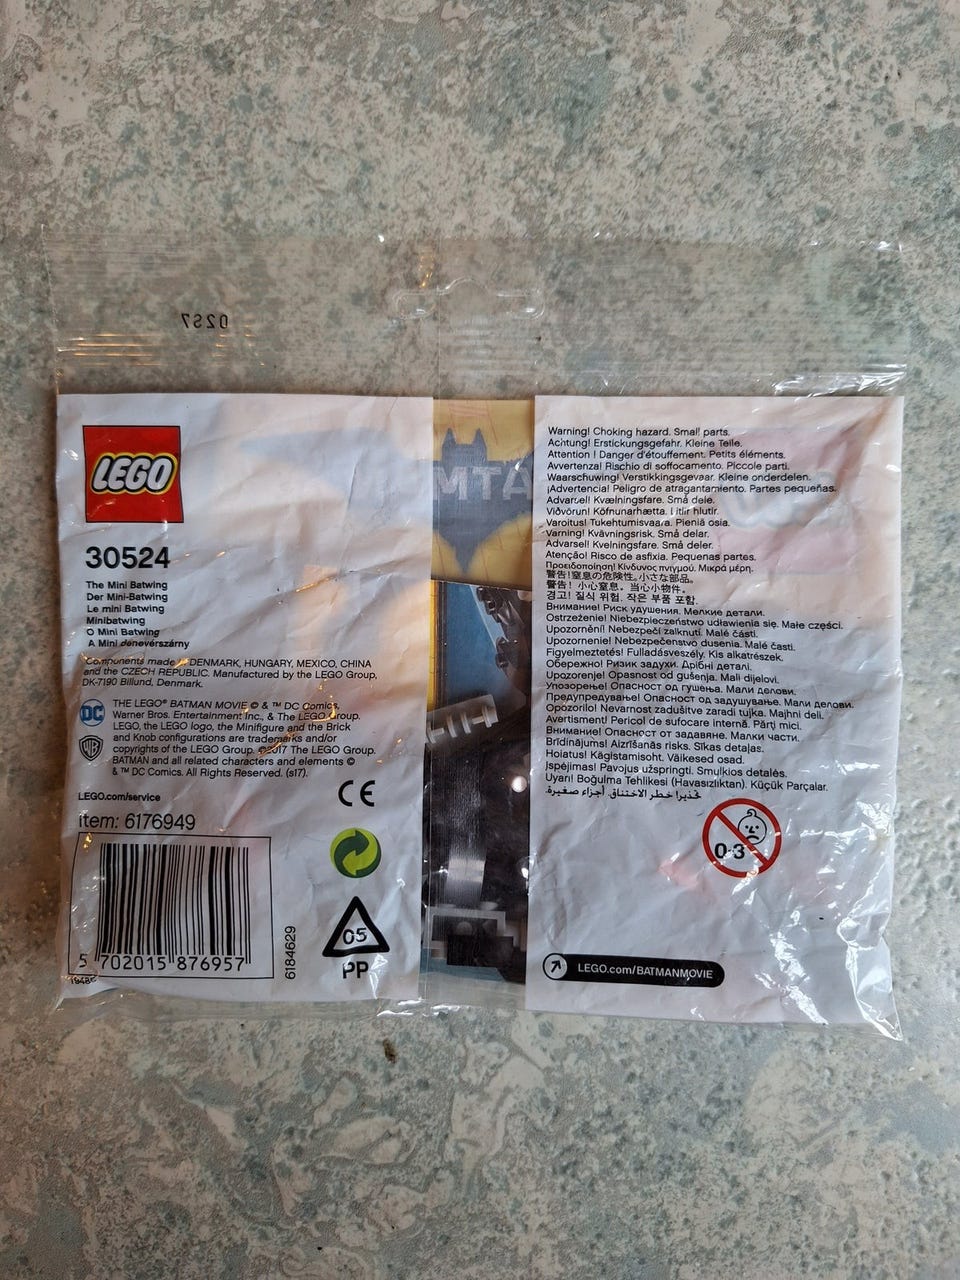 02S7
LEGO
30524
The Mini Batwing
Der Mini-Batwing
Le mini Batwing
Minibatwing
O Mini Batwing
A Mini denevérszárny
Components made in DENMARK, HUNGARY, MEXICO, CHINA
and the CZECH REPUBLIC. Manufactured by the LEGO Group,
DK-7190 Billund, Denmark.
DC
THE LEGO® BATMAN MOVIE © & ™ DC Comics,
Warner Bros. Entertainment Inc., & The LEGO Group.
LEGO, the LEGO logo, the Minifigure and the Brick
and Knob configurations are trademarks and/or
copyrights of the LEGO Group. ©2017 The LEGO Group.
BATMAN and all related characters and elements ©
& ™ DC Comics. All Rights Reserved. (s17).
WB
LEGO.com/service
CE
item: 6176949
5 702015 876957
6184629
05
PP
Warning! Choking hazard. Small parts.
Achtung! Erstickungsgefahr. Kleine Teile.
Attention ! Danger d'étouffement. Petits éléments.
Avvertenza! Rischio di soffocamento. Piccole parti.
Waarschuwing! Verstikkingsgevaar. Kleine onderdelen.
¡Advertencia! Peligro de atragantamiento. Partes pequeñas.
Advarsel! Kvælningsfare. Små dele.
Viðvörun! Köfnunarhætta. Litlir hlutir.
Varoitus! Tukehtumisvaara. Pieniä osia.
Varning! Kvävningsrisk. Små delar.
Advarsel! Kvelningsfare. Små deler.
Atenção! Risco de asfixia. Pequenas partes.
Προειδοποίηση! Κίνδυνος πνιγμού. Μικρά μέρη.
警告!窒息の危険性。小さな部品。
警告! 小心窒息。当心小物件。
경고! 질식 위험. 작은 부품 포함.
Внимание! Риск удушения. Мелкие детали.
Ostrzeżenie! Niebezpieczeństwo udławienia się. Małe części.
Upozornění! Nebezpečí zalknutí. Malé části.
Upozornenie! Nebezpečenstvo dusenia. Malé časti.
Figyelmeztetés! Fulladásveszély. Kis alkatrészek.
Обережно! Ризик задухи. Дрібні деталі.
Upozorenje! Opasnost od gušenja. Mali dijelovi.
Упозорење! Опасност од гушења. Мали делови.
Предупредување! Опасност од задушување. Мали делови.
Opozorilo! Nevarnost zadušitve zaradi tujka. Majhni deli.
Avertisment! Pericol de sufocare internă. Părţi mici.
Внимание! Опасност от задавяне. Малки части.
Brīdinājums! Aizrīšanās risks. Sīkas detaļas.
Hoiatus! Kägistamisoht. Väikesed osad.
Įspėjimas! Pavojus užspringti. Smulkios detalės.
Uyarı! Boğulma Tehlikesi (Havasızlıktan). Küçük Parçalar.
تحذير! خطر الاختناق. أجزاء صغيرة.
0-3
LEGO.com/BATMANMOVIE